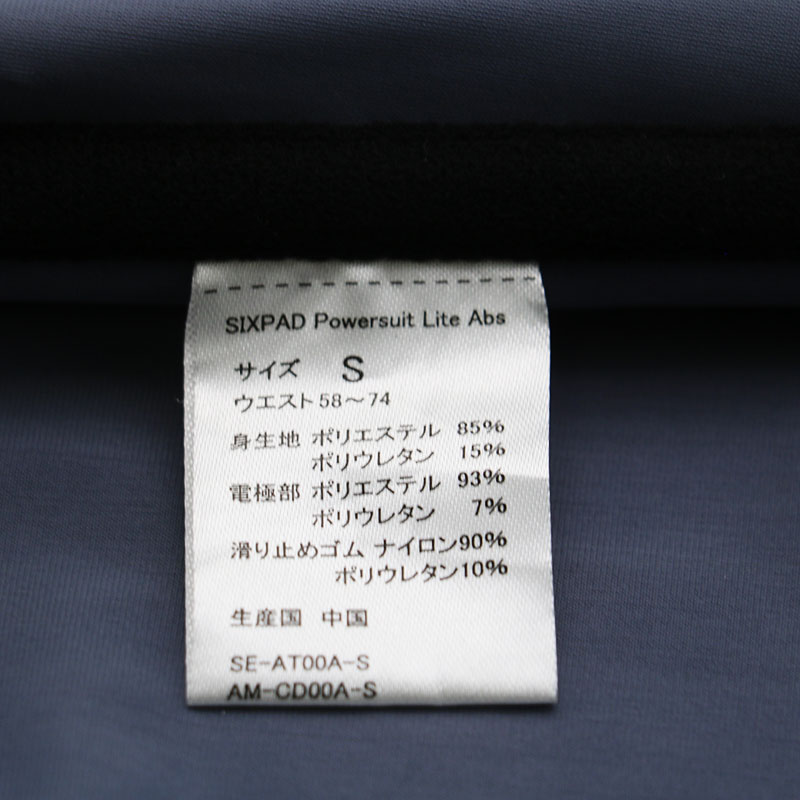 SIXPAD Powersuit Lite Abs
サイズ S
ウエスト58～74
身生地 ポリエステル 85%
ポリウレタン 15%
電極部 ポリエステル 93%
ポリウレタン 7%
滑り止めゴム ナイロン90%
ポリウレタン10%
生産国 中国
SE-AT00A-S
AM-CD00A-S